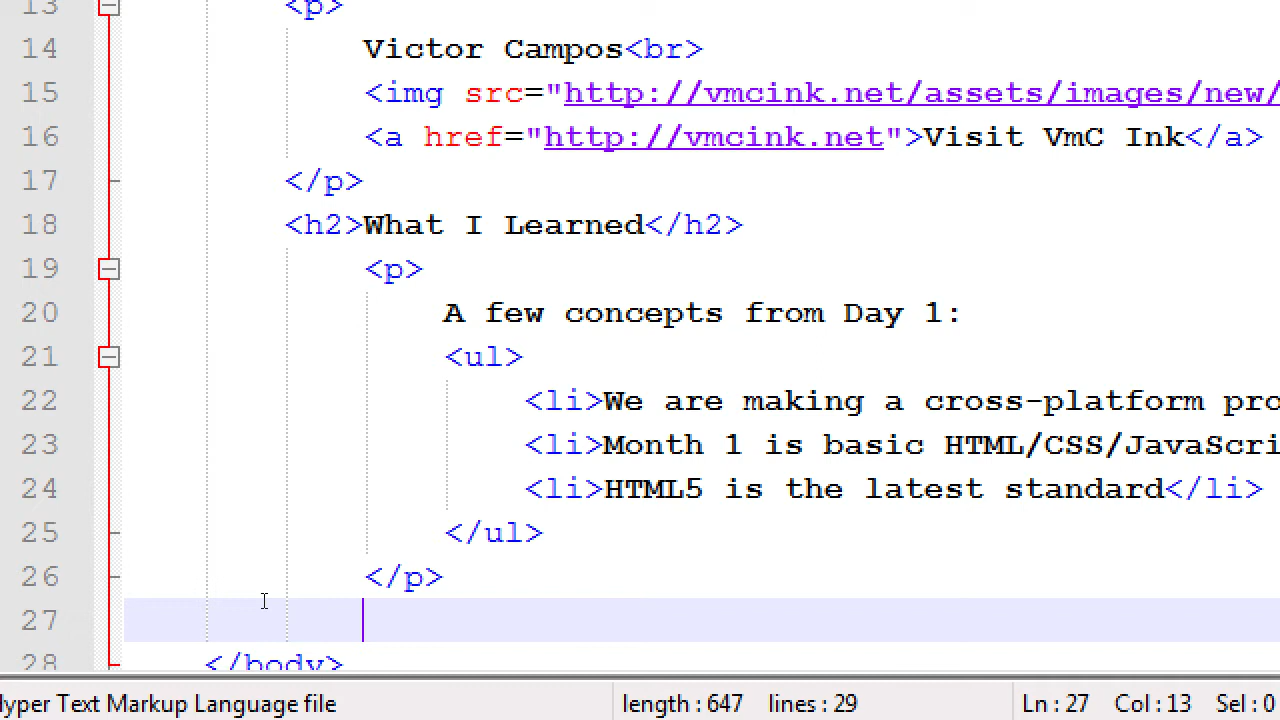 13 <p>
14 Victor Campos<br>
15 <img src="http://vmcink.net/assets/images/new/
16 <a href="http://vmcink.net">Visit VmC Ink</a>
17 </p>
18 <h2>What I Learned</h2>
19 <p>
20 A few concepts from Day 1:
21 <ul>
22 <li>We are making a cross-platform pro
23 <li>Month 1 is basic HTML/CSS/JavaScri
24 <li>HTML5 is the latest standard</li>
25 </ul>
26 </p>
27
28 </body>
Hyper Text Markup Language file length : 647 lines : 29 Ln : 27 Col : 13 Sel : 0